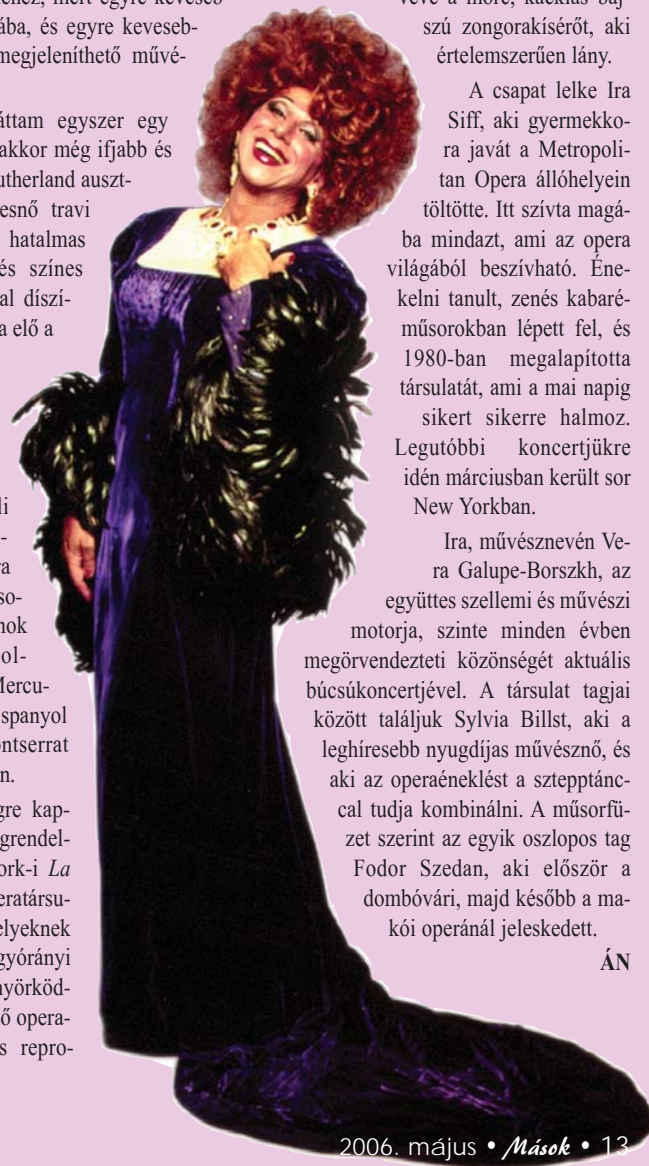 nehez, mert egyre keveseb-
ába, és egyre keveseb-
megjeleníthető művé-
áttam egyszer egy
akkor még ifjabb és
utherland auszt-
esnő travi
hatalmas
és színes
al díszí-
a elő a
li
-
ra
so-
nok
ol-
Mercu-
spanyol
ontserrat
n.
gre kap-
grendel-
ork-i La
eratársu-
elyeknek
gyórányi
nyörköd-
ő opera-
s repro-
szú zongorakísérőt, aki
értelemszerűen lány.
A csapat lelke Ira
Siff, aki gyermekko-
ra javát a Metropoli-
tan Opera állóhelyein
töltötte. Itt szívta magá-
ba mindazt, ami az opera
világából beszívható. Éne-
kelni tanult, zenés kabaré-
műsorokban lépett fel, és
1980-ban megalapította
társulatát, ami a mai napig
sikert sikerre halmoz.
Legutóbbi koncertjükre
idén márciusban került sor
New Yorkban.
Ira, művésznevén Ve-
ra Galupe-Borszkh, az
együttes szellemi és művészi
motorja, szinte minden évben
megörvendezteti közönségét aktuális
búcsúkoncertjével. A társulat tagjai
között találjuk Sylvia Billst, aki a
leghíresebb nyugdíjas művésznő, és
aki az operaéneklést a sztepptánc-
cal tudja kombinálni. A műsorfü-
zet szerint az egyik oszlopos tag
Fodor Szedan, aki először a
dombóvári, majd később a ma-
kói operánál jeleskedett.
ÁN
2006. május • Mások • 13